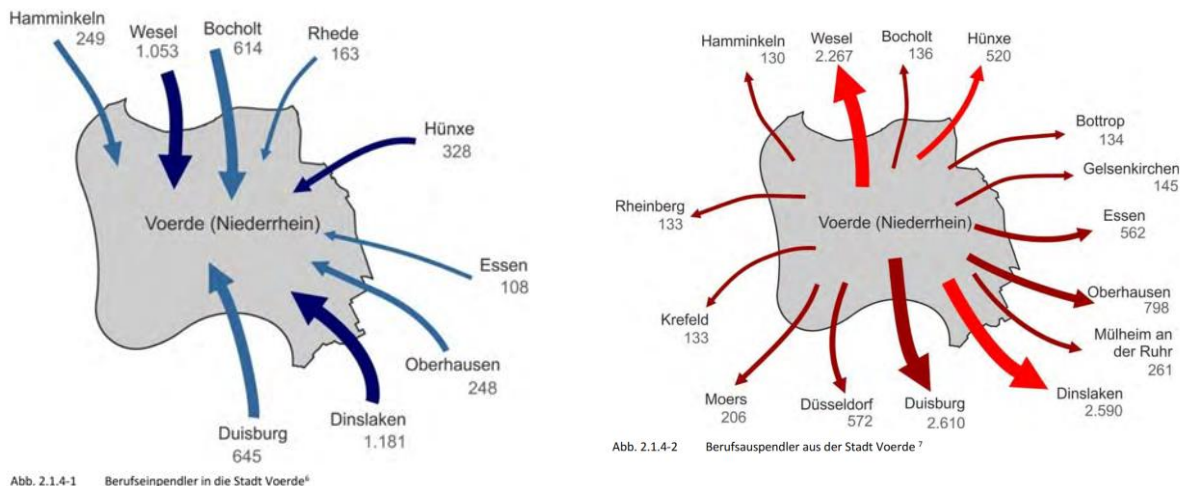 Hamminkeln
249
Wesel
1.053
Bocholt
614
Rhede
163
Hünxe
328
Voerde (Niederrhein)
Essen
108
Oberhausen
248
Dinslaken
1.181
Duisburg
645
Abb. 2.1.4-1 Berufseinpendler in die Stadt Voerde⁶
Hamminkeln
130
Wesel
2.267
Bocholt
136
Hünxe
520
Bottrop
134
Gelsenkirchen
145
Rheinberg
133
Voerde (Niederrhein)
Essen
562
Oberhausen
798
Krefeld
133
Mülheim an
der Ruhr
261
Moers
206
Düsseldorf
572
Duisburg
2.610
Dinslaken
2.590
Abb. 2.1.4-2 Berufsauspendler aus der Stadt Voerde ⁷